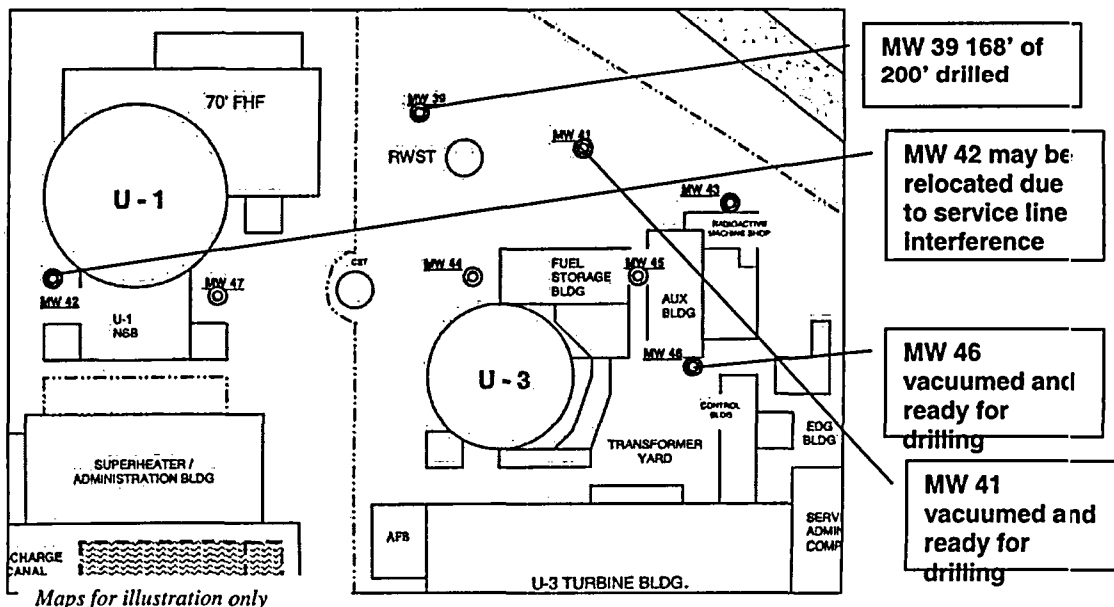 MW 39 168' of
200' drilled
70' FHF
MW 39
MW 41
RWST
MW 42 may be
relocated due
to service line
interference
U - 1
MW 43
RADIOACTIVE
MACHINE SHOP
CST
MW 44
FUEL
STORAGE
BLDG
MW 45
MW 42
MW 47
AUX
BLDG
U-1
NSB
MW 46
U - 3
MW 46
vacuumed and
ready for
drilling
CONTROL
BLDG
EDG
BLDG
TRANSFORMER
YARD
SUPERHEATER /
ADMINISTRATION BLDG
MW 41
vacuumed and
ready for
drilling
AFB
SERVI
ADMIN
COMP
CHARGE
CANAL
U-3 TURBINE BLDG.
Maps for illustration only